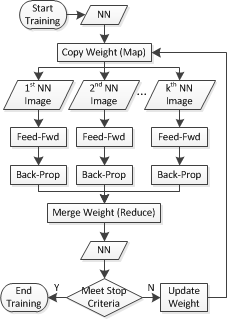 Start
Training
NN
Copy Weight (Map)
1st NN
Image
2nd NN
Image
...
kth NN
Image
Feed-Fwd
Feed-Fwd
Feed-Fwd
Back-Prop
Back-Prop
Back-Prop
Merge Weight (Reduce)
NN
End
Training
Y
Meet Stop
Criteria
N
Update
Weight